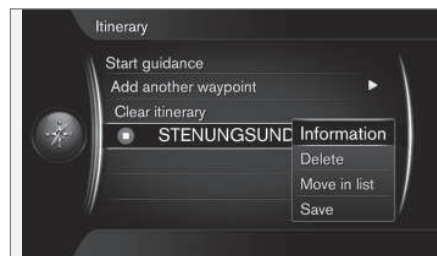 Itinerary
Start guidance
Add another waypoint
Clear itinerary
STENUNGSUND
Information
Delete
Move in list
Save